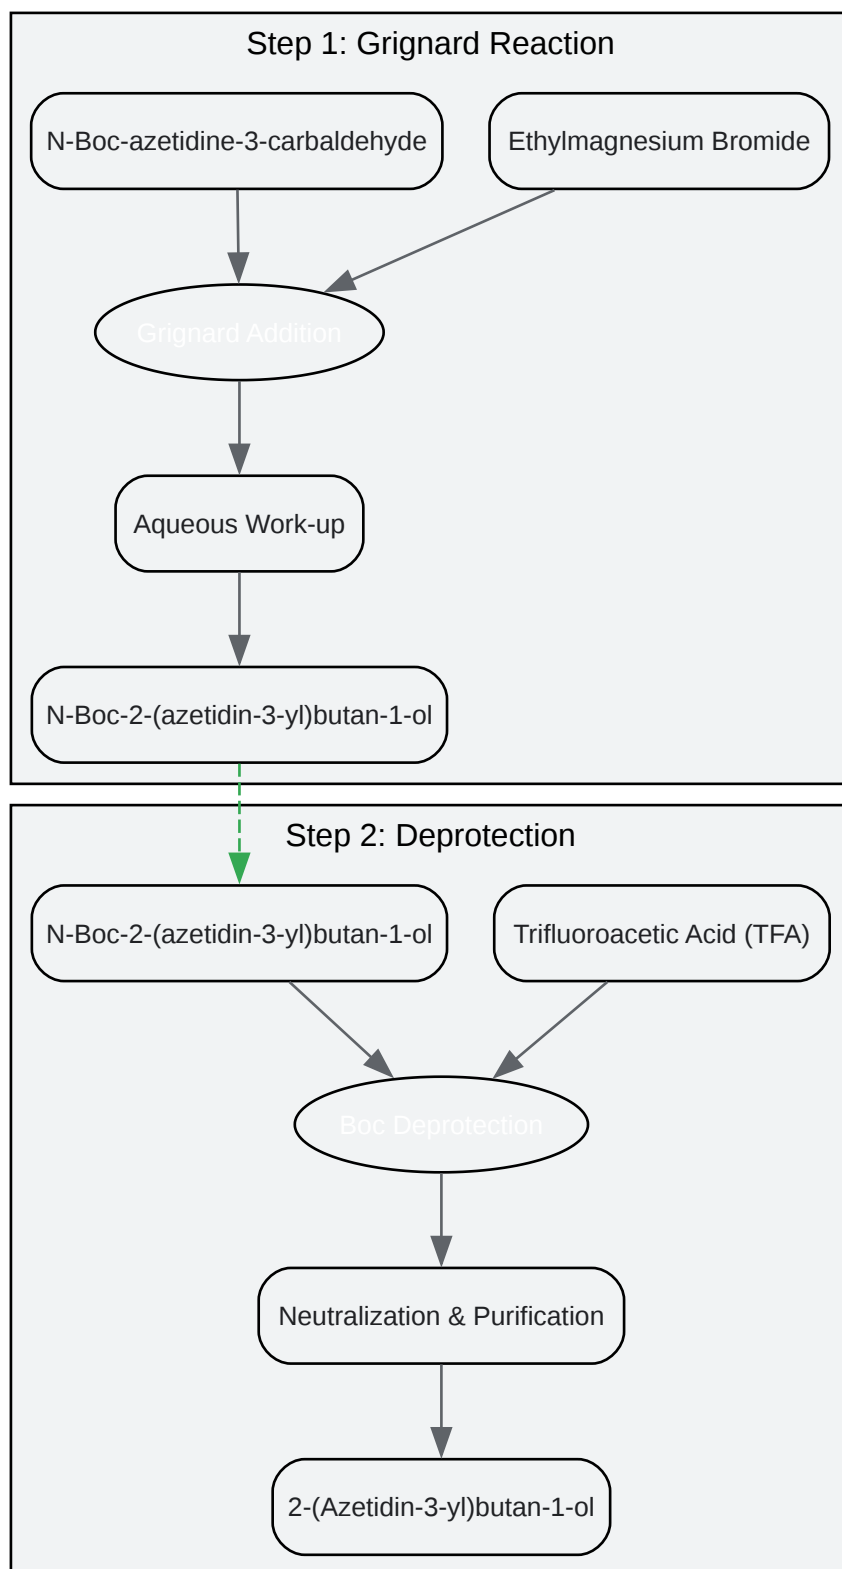 Step 1: Grignard Reaction
N-Boc-azetidine-3-carbaldehyde
Ethylmagnesium Bromide
Grignard Addition
Aqueous Work-up
N-Boc-2-(azetidin-3-yl)butan-1-ol
Step 2: Deprotection
N-Boc-2-(azetidin-3-yl)butan-1-ol
Trifluoroacetic Acid (TFA)
Boc Deprotection
Neutralization & Purification
2-(Azetidin-3-yl)butan-1-ol